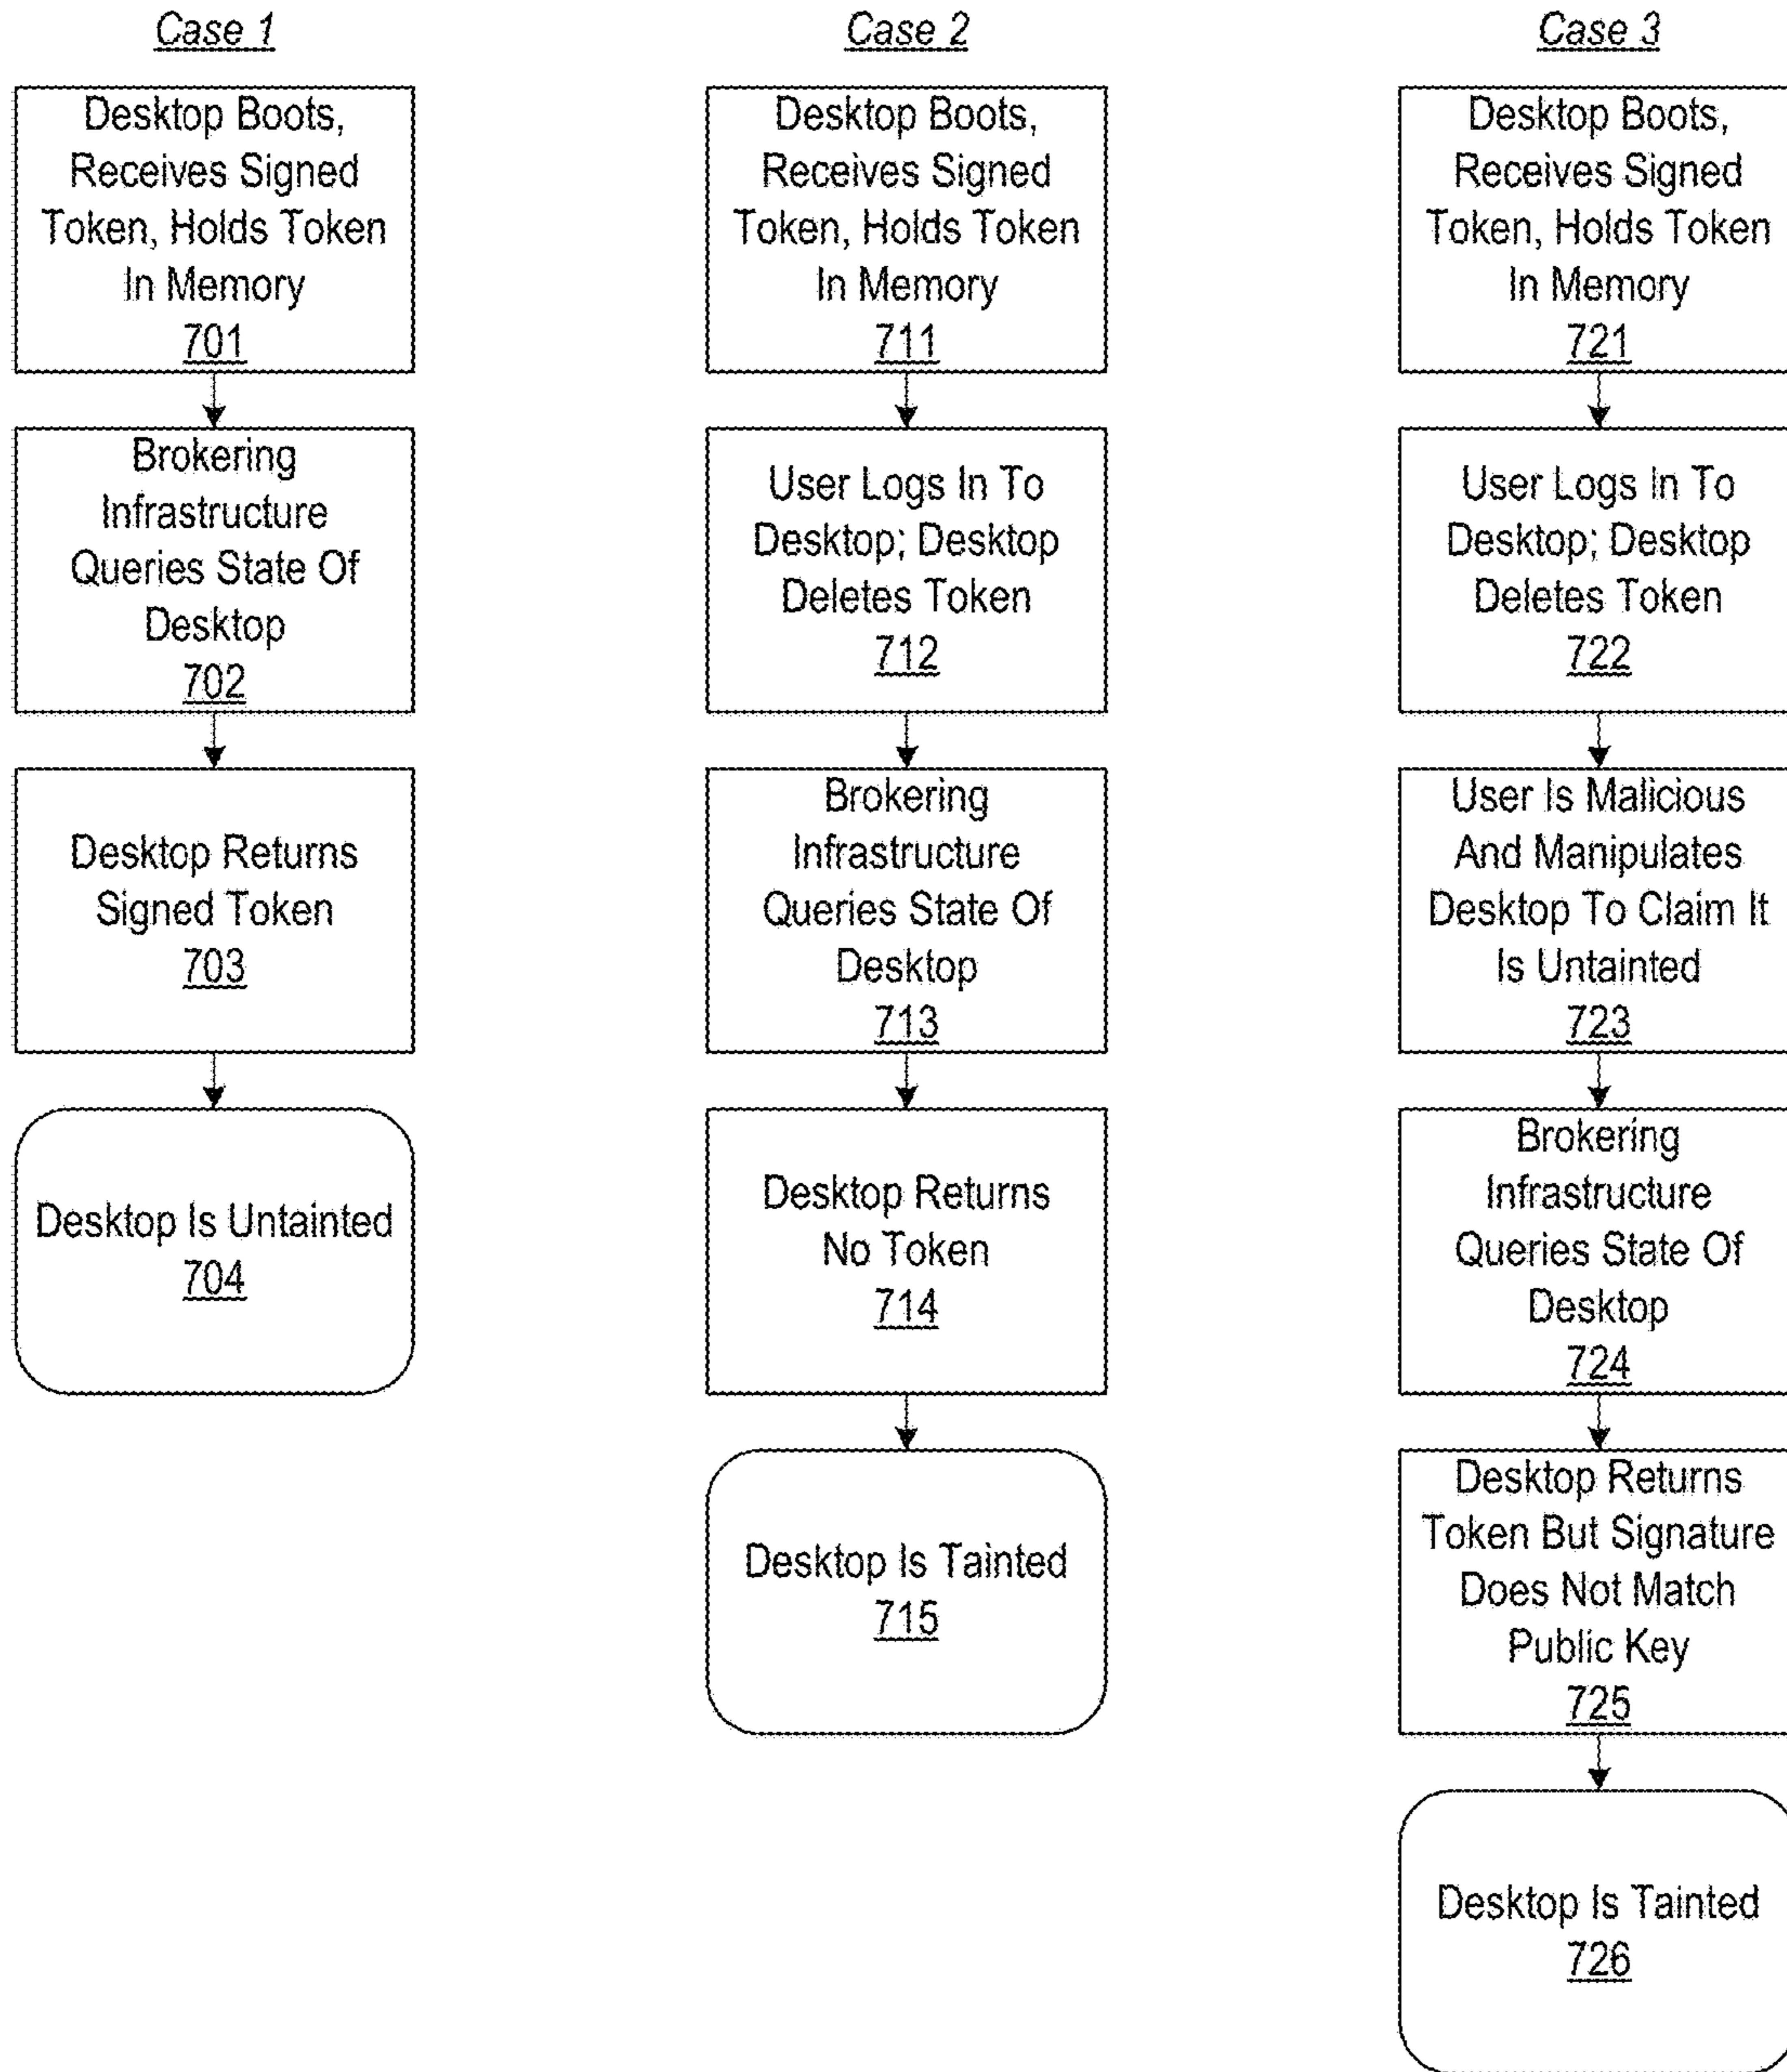 Case 1
Desktop Boots,
Receives Signed
Token, Holds Token
In Memory
701
Brokering
Infrastructure
Queries State Of
Desktop
702
Desktop Returns
Signed Token
703
Desktop Is Untainted
704
Case 2
Desktop Boots,
Receives Signed
Token, Holds Token
In Memory
711
User Logs In To
Desktop; Desktop
Deletes Token
712
Brokering
Infrastructure
Queries State Of
Desktop
713
Desktop Returns
No Token
714
Desktop Is Tainted
715
Case 3
Desktop Boots,
Receives Signed
Token, Holds Token
In Memory
721
User Logs In To
Desktop; Desktop
Deletes Token
722
User Is Malicious
And Manipulates
Desktop To Claim It
Is Untainted
723
Brokering
Infrastructure
Queries State Of
Desktop
724
Desktop Returns
Token But Signature
Does Not Match
Public Key
725
Desktop Is Tainted
726